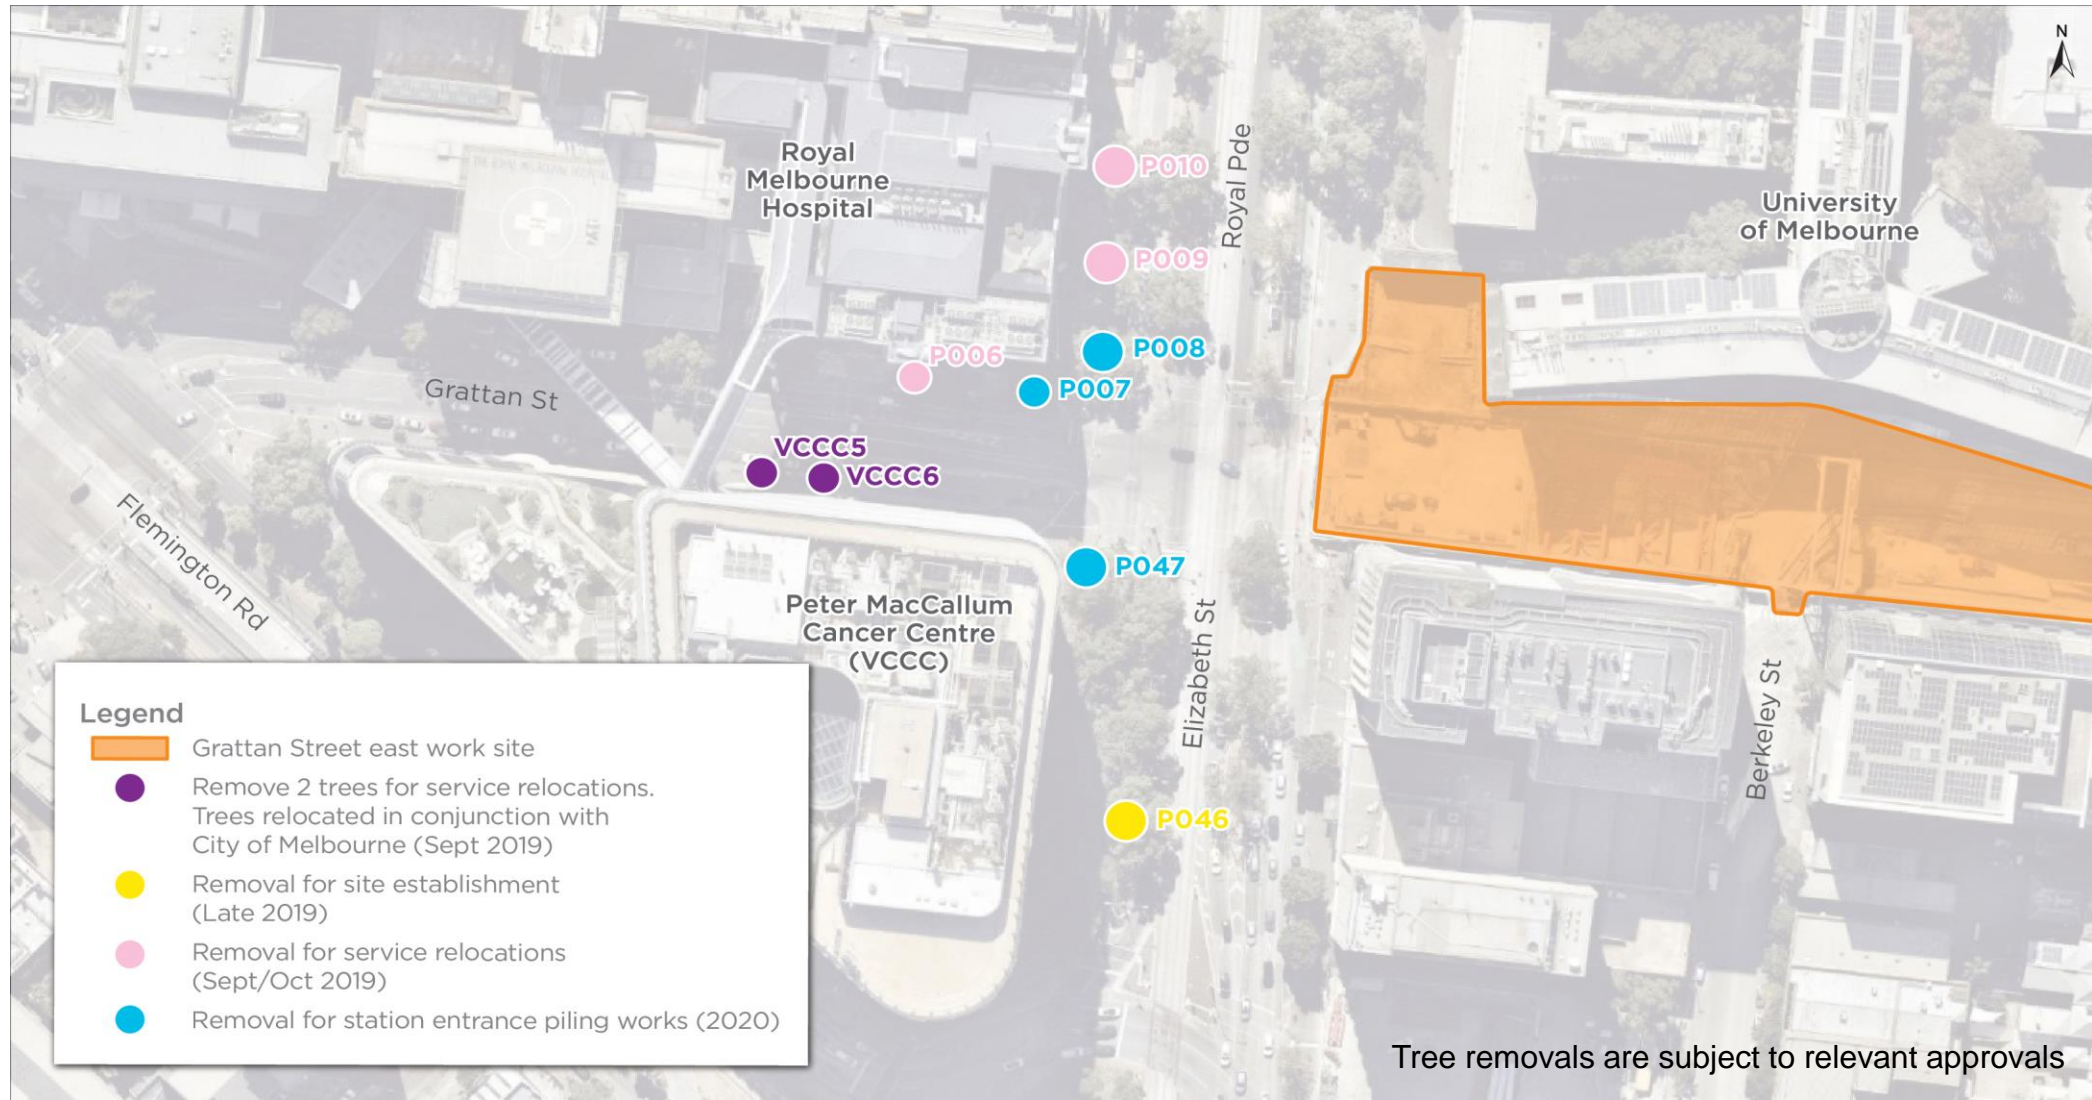 N
Royal
Melbourne
Hospital
P010
Royal Pde
University
of Melbourne
P009
P008
P006
P007
Grattan St
VCCC5
VCCC6
Flemington Rd
P047
Peter MacCallum
Cancer Centre
(VCCC)
Elizabeth St
Berkeley St
P046
Legend
Grattan Street east work site
Remove 2 trees for service relocations.
Trees relocated in conjunction with
City of Melbourne (Sept 2019)
Removal for site establishment
(Late 2019)
Removal for service relocations
(Sept/Oct 2019)
Removal for station entrance piling works (2020)
Tree removals are subject to relevant approvals